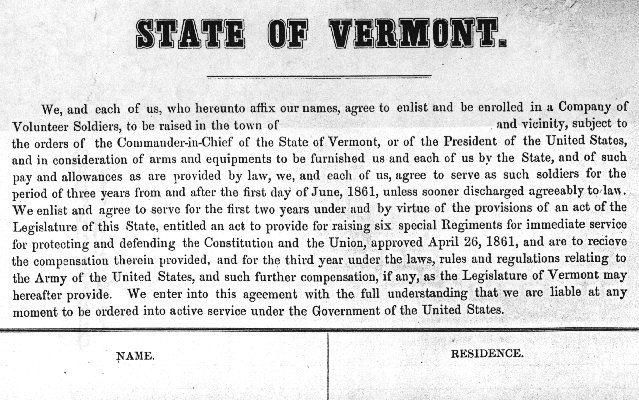 STATE OF VERMONT.
We, and each of us, who hereunto affix our names, agree to enlist and be enrolled in a Company of
Volunteer Soldiers, to be raised in the town of and vicinity, subject to
the orders of the Commander-in-Chief of the State of Vermont, or of the President of the United States,
and in consideration of arms and equipments to be furnished us and each of us by the State, and of such
pay and allowances as are provided by law, we, and each of us, agree to serve as such soldiers for the
period of three years from and after the first day of June, 1861, unless sooner discharged agreeably to law.
We enlist and agree to serve for the first two years under and by virtue of the provisions of an act of the
Legislature of this State, entitled an act to provide for raising six special Regiments for immediate service
for protecting and defending the Constitution and the Union, approved April 26, 1861, and are to recieve
the compensation therein provided, and for the third year under the laws, rules and regulations relating to
the Army of the United States, and such further compensation, if any, as the Legislature of Vermont may
hereafter provide. We enter into this ageement with the full understanding that we are liable at any
moment to be ordered into active service under the Government of the United States.
NAME.
RESIDENCE.